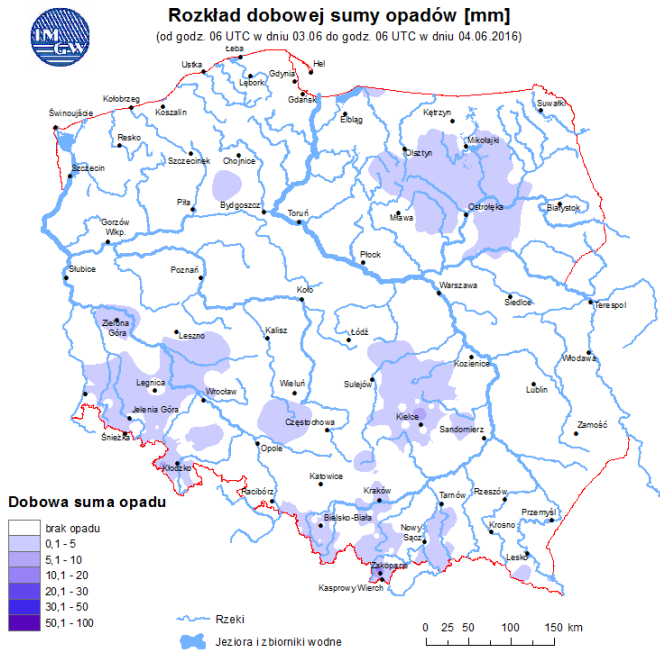 IM
GW
Rozkład dobowej sumy opadów [mm]
(od godz. 06 UTC w dniu 03.06 do godz. 06 UTC w dniu 04.06.2016)
Łeba
Ustka
Hel
Gdynia
Lębork
Gdańsk
Kołobrzeg
Koszalin
Świnoujście
Elbląg
Kętrzyn
Suwałki
Resko
Szczecinek
Chojnice
Olsztyn
Mikołajki
Szczecin
Piła
Bydgoszcz
Toruń
Mława
Ostrołęka
Białystok
Gorzów
Wlkp.
Płock
Słubice
Poznań
Koło
Warszawa
Siedlce
Terespol
Zielona
Góra
Leszno
Kalisz
Łódź
Kozienice
Włodawa
Legnica
Wrocław
Wieluń
Sulejów
Lublin
Jelenia Góra
Śnieżka
Częstochowa
Kielce
Sandomierz
Zamość
Opole
Kłodzko
Katowice
Racibórz
Kraków
Tarnów
Rzeszów
Przemyśl
Bielsko-Biała
Nowy
Sącz
Krosno
Lesko
Zakopane
Kasprowy Wierch
Dobowa suma opadu
brak opadu
0,1 - 5
5,1 - 10
10,1 - 20
20,1 - 30
30,1 - 50
50,1 - 100
Rzeki
Jeziora i zbiorniki wodne
0 25 50 100 150 km